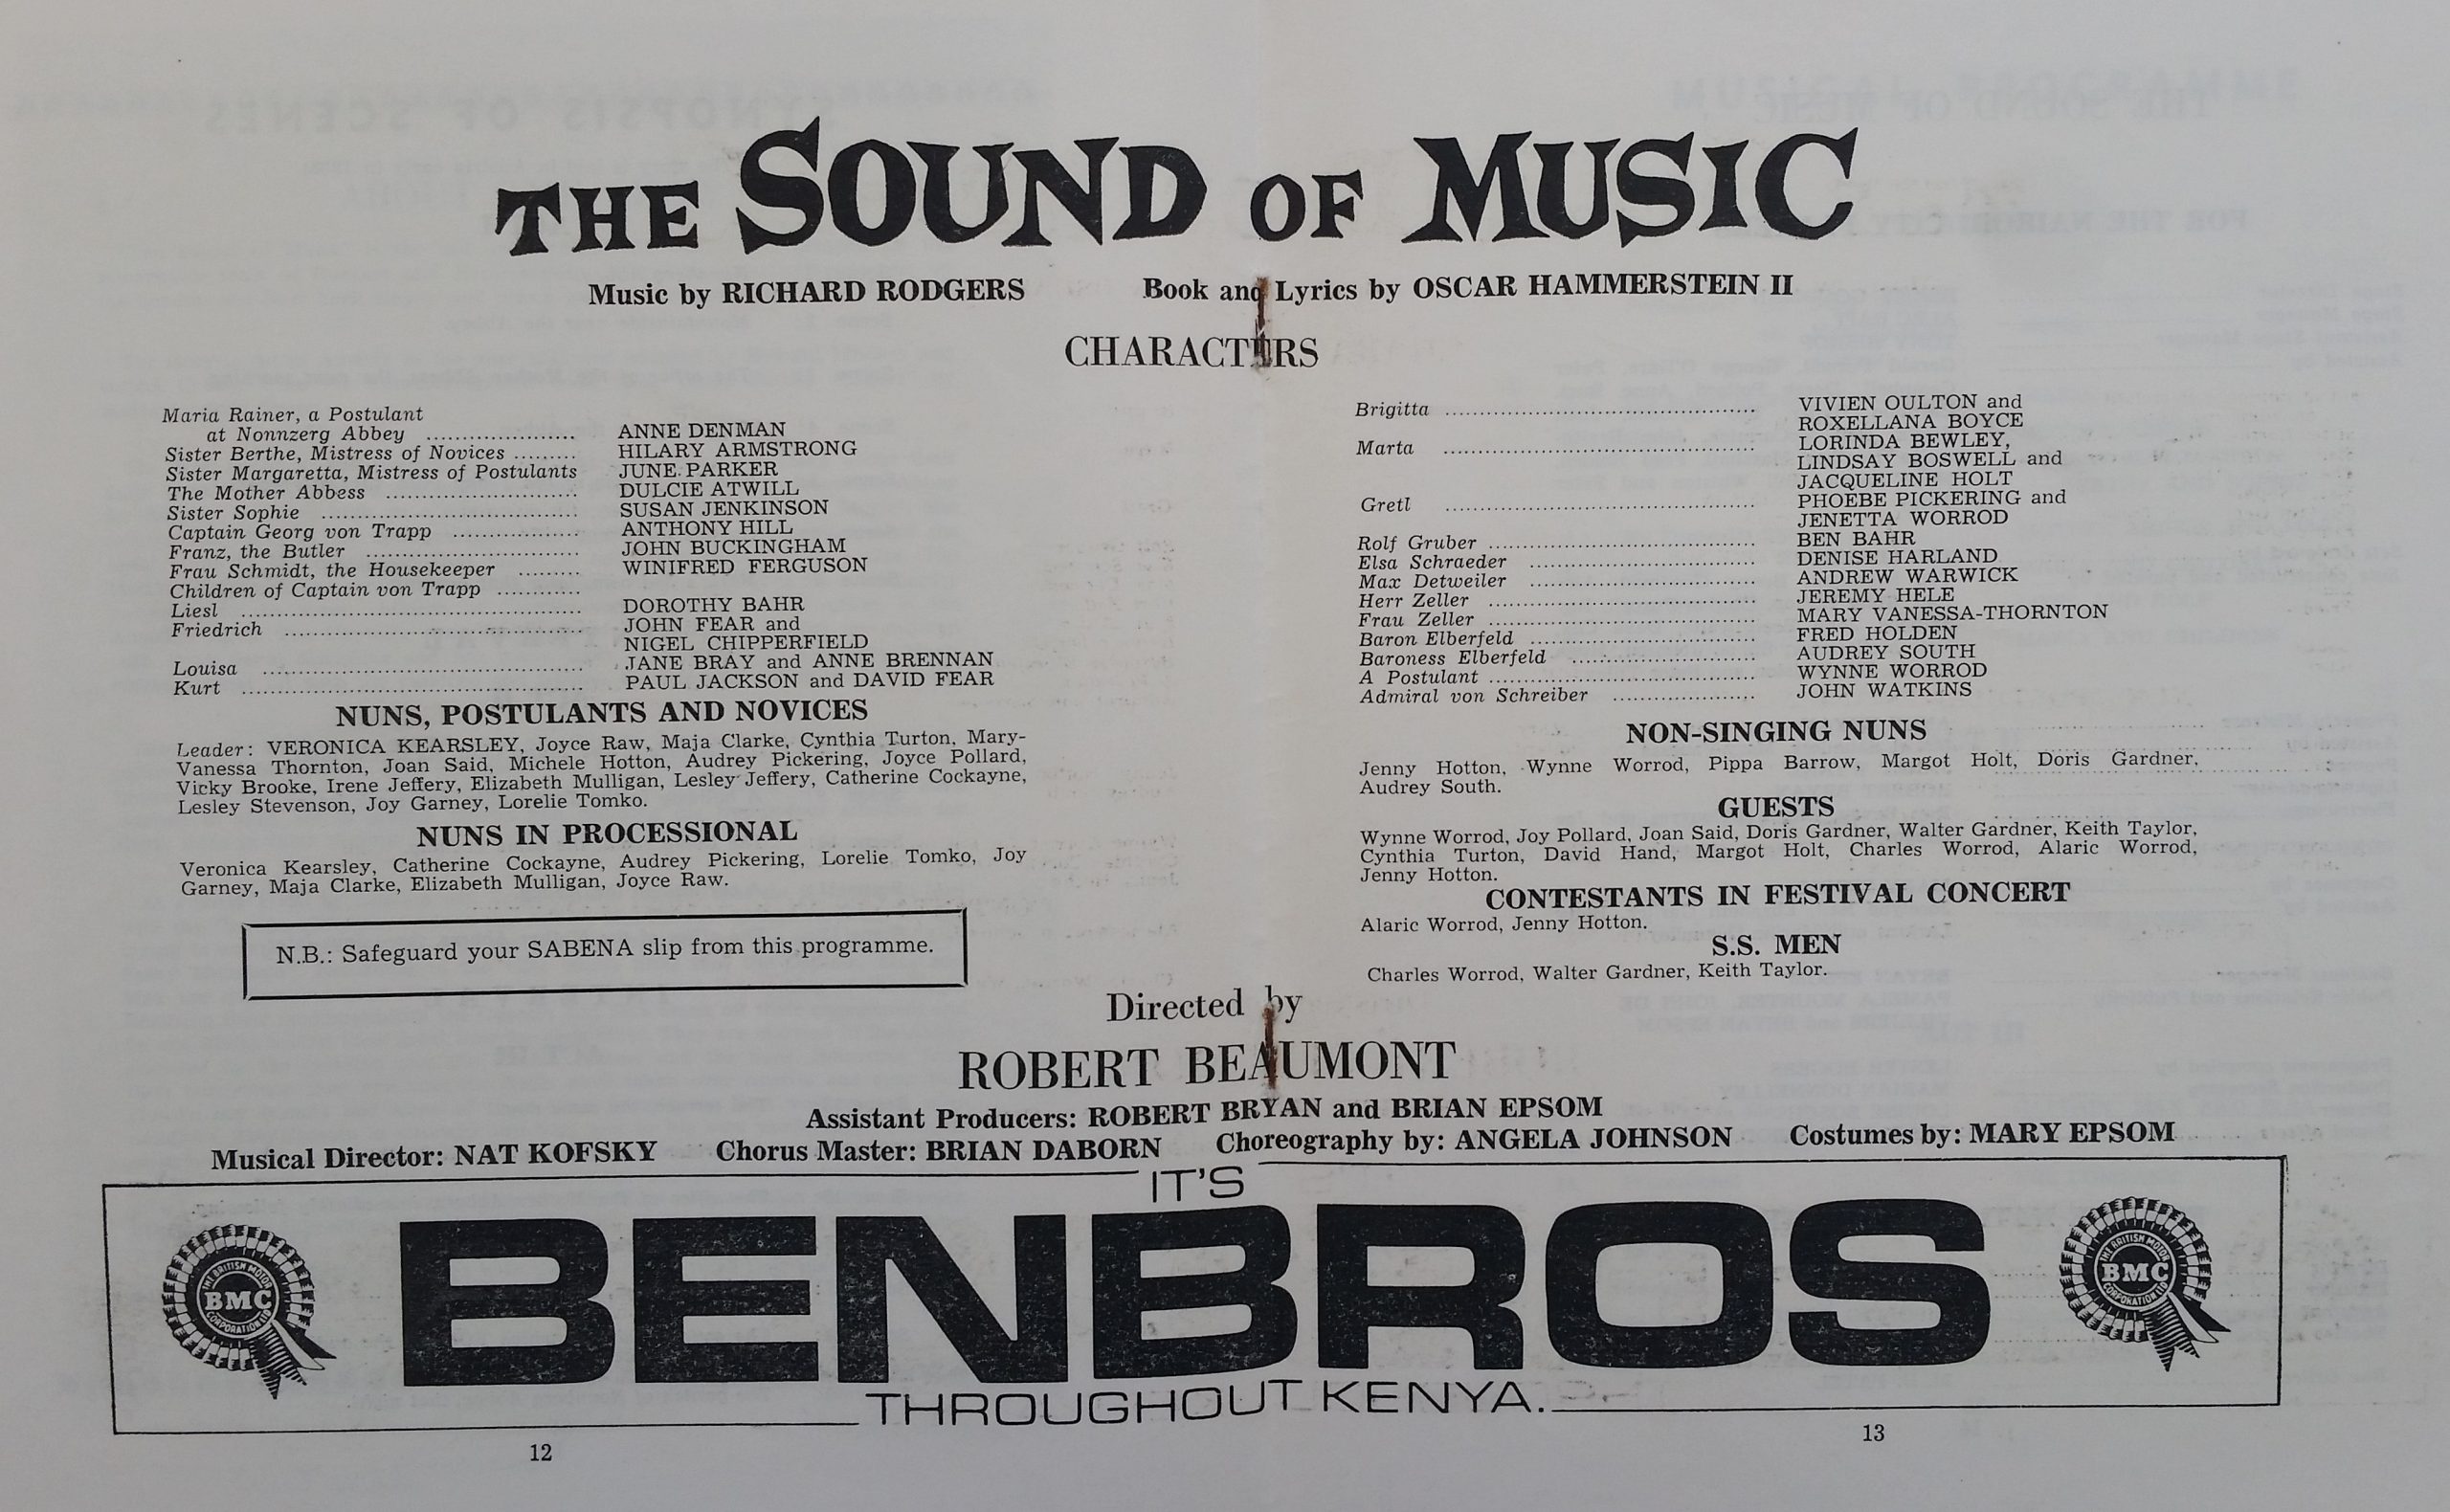 THE SOUND OF MUSIC
Music by RICHARD RODGERS Book and Lyrics by OSCAR HAMMERSTEIN II
CHARACTERS
Maria Rainer, a Postulant
at Nonnzerg Abbey ...................... ANNE DENMAN
Sister Berthe, Mistress of Novices ......... HILARY ARMSTRONG
Sister Margaretta, Mistress of Postulants JUNE PARKER
The Mother Abbess ............................ DULCIE ATWILL
Sister Sophie ..................................... SUSAN JENKINSON
Captain Georg von Trapp ................... ANTHONY HILL
Franz, the Butler ............................... JOHN BUCKINGHAM
Frau Schmidt, the Housekeeper ......... WINIFRED FERGUSON
Children of Captain von Trapp ............
Liesl .................................................. DOROTHY BAHR
Friedrich ........................................... JOHN FEAR and
NIGEL CHIPPERFIELD
Louisa ............................................... JANE BRAY and ANNE BRENNAN
Kurt .................................................. PAUL JACKSON and DAVID FEAR
NUNS, POSTULANTS AND NOVICES
Leader: VERONICA KEARSLEY, Joyce Raw, Maja Clarke, Cynthia Turton, Mary-
Vanessa Thornton, Joan Said, Michele Hotton, Audrey Pickering, Joyce Pollard,
Vicky Brooke, Irene Jeffery, Elizabeth Mulligan, Lesley Jeffery, Catherine Cockayne,
Lesley Stevenson, Joy Garney, Lorelie Tomko.
NUNS IN PROCESSIONAL
Veronica Kearsley, Catherine Cockayne, Audrey Pickering, Lorelie Tomko, Joy
Garney, Maja Clarke, Elizabeth Mulligan, Joyce Raw.
N.B.: Safeguard your SABENA slip from this programme.
Brigitta ............................................. VIVIEN OULTON and
ROXELLANA BOYCE
Marta ............................................. LORINDA BEWLEY,
LINDSAY BOSWELL and
JACQUELINE HOLT
Gretl ............................................. PHOEBE PICKERING and
JENETTA WORROD
Rolf Gruber ....................................... BEN BAHR
Elsa Schraeder ................................. DENISE HARLAND
Max Detweiler ................................. ANDREW WARWICK
Herr Zeller ....................................... JEREMY HELE
Frau Zeller ....................................... MARY VANESSA-THORNTON
Baron Elberfeld ................................. FRED HOLDEN
Baroness Elberfeld ........................... AUDREY SOUTH
A Postulant ....................................... WYNNE WORROD
Admiral von Schreiber ..................... JOHN WATKINS
NON-SINGING NUNS
Jenny Hotton, Wynne Worrod, Pippa Barrow, Margot Holt, Doris Gardner,
Audrey South.
GUESTS
Wynne Worrod, Joy Pollard, Joan Said, Doris Gardner, Walter Gardner, Keith Taylor,
Cynthia Turton, David Hand, Margot Holt, Charles Worrod, Alaric Worrod,
Jenny Hotton.
CONTESTANTS IN FESTIVAL CONCERT
Alaric Worrod, Jenny Hotton.
S.S. MEN
Charles Worrod, Walter Gardner, Keith Taylor.
Directed by
ROBERT BEAUMONT
Assistant Producers: ROBERT BRYAN and BRIAN EPSOM
Musical Director: NAT KOFSKY Chorus Master: BRIAN DABORN Choreography by: ANGELA JOHNSON Costumes by: MARY EPSOM
IT'S
THE BRITISH MOTOR BMC CORPORATION LTD.
BENBROS
THE BRITISH MOTOR BMC CORPORATION LTD.
THROUGHOUT KENYA.
12
13